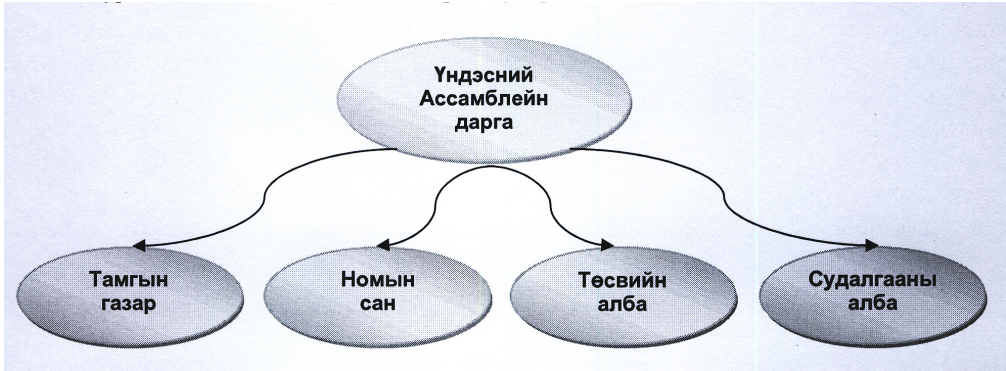 Үндэсний
Ассамблейн
дарга
Тамгын
газар
Номын
сан
Төсвийн
алба
Судалгааны
алба